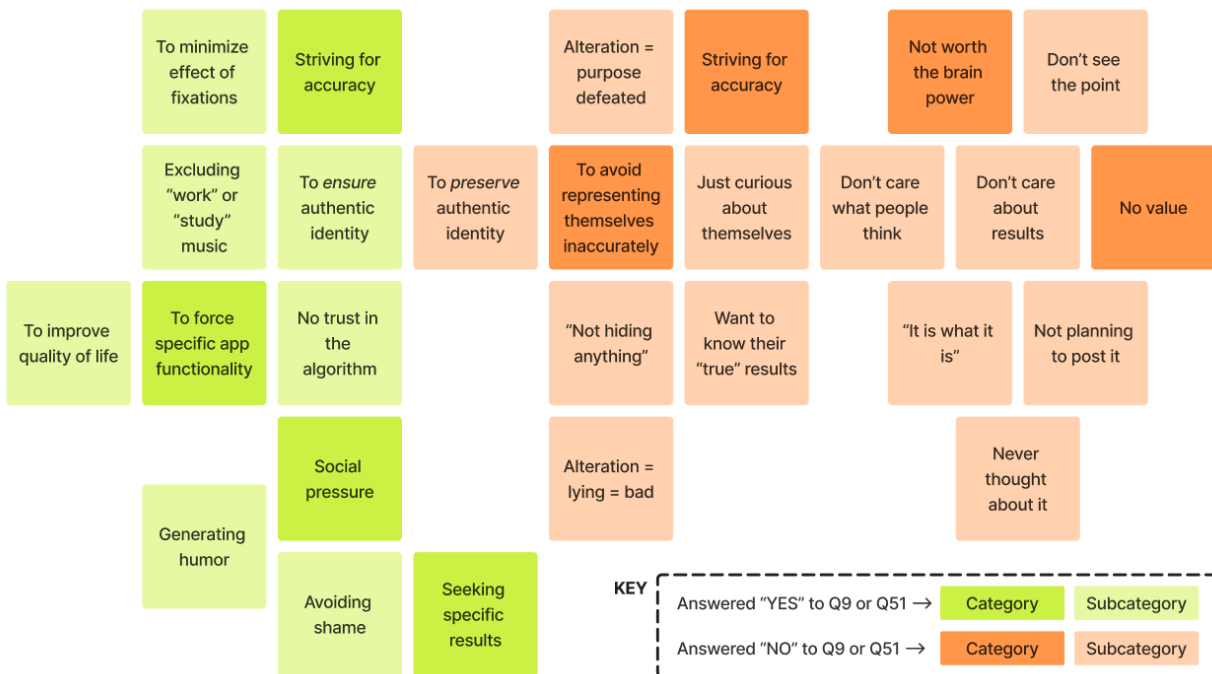 To minimize
effect of
fixations
Striving for
accuracy
Alteration =
purpose
defeated
Striving for
accuracy
Not worth
the brain
power
Don’t see
the point
Excluding
“work” or
“study”
music
To ensure
authentic
identity
To preserve
authentic
identity
To avoid
representing
themselves
inaccurately
Just curious
about
themselves
Don’t care
what people
think
Don’t care
about
results
No value
To improve
quality of life
To force
specific app
functionality
No trust in
the
algorithm
“Not hiding
anything”
Want to
know their
“true” results
“It is what it
is”
Not planning
to post it
Social
pressure
Alteration =
lying = bad
Never
thought
about it
Generating
humor
Avoiding
shame
Seeking
specific
results
KEY
Answered “YES” to Q9 or Q51 → Category Subcategory
Answered “NO” to Q9 or Q51 → Category Subcategory